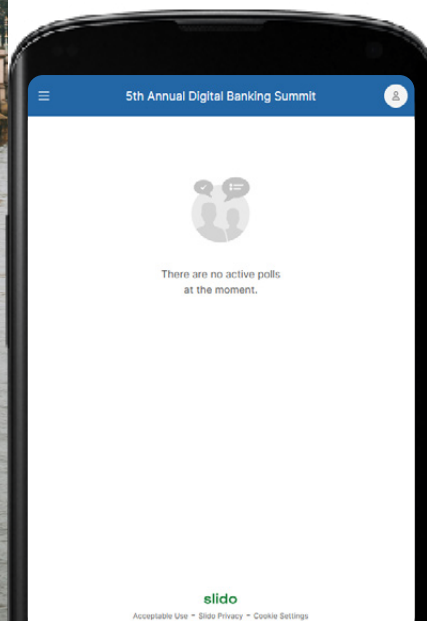 5th Annual Digital Banking Summit
There are no active polls
at the moment.
slido
Acceptable Use - Slido Privacy - Cookie Settings